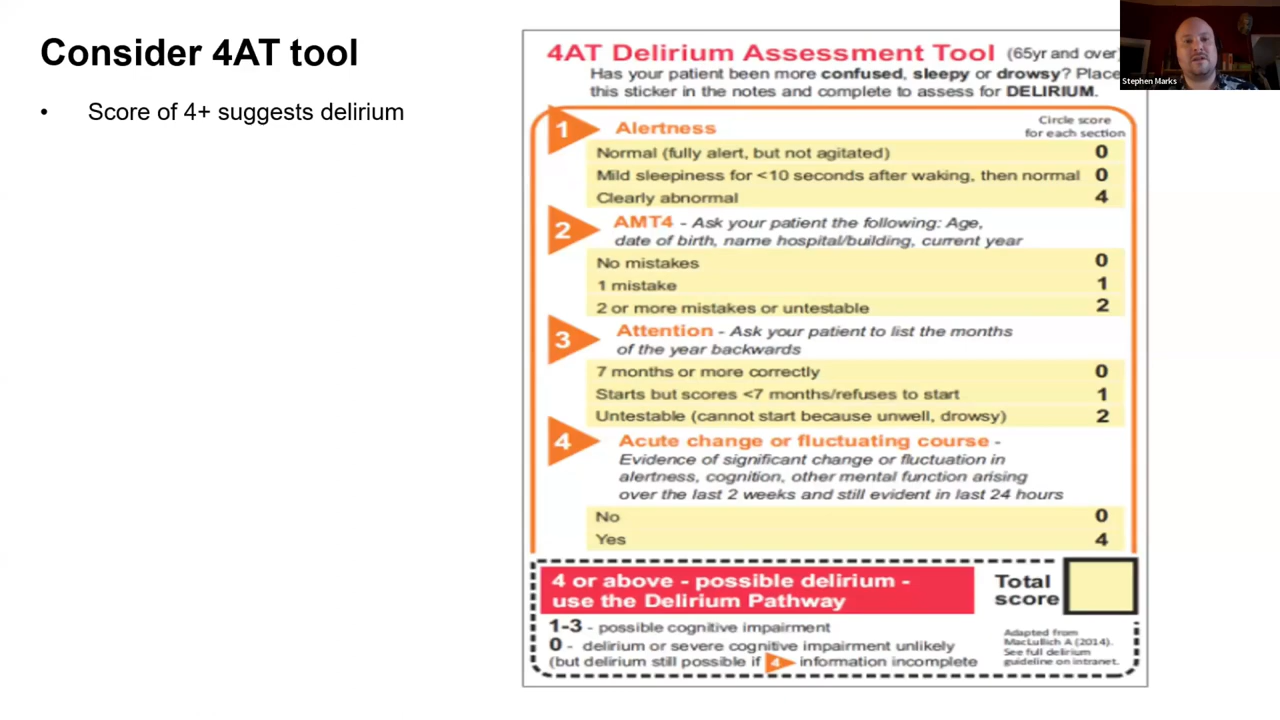 Consider 4AT tool
• Score of 4+ suggests delirium
4AT Delirium Assessment Tool (65yr and over
Has your patient been more confused, sleepy or drowsy? Place
this sticker in the notes and complete to assess for DELIRIUM.
Stephen Marks
Circle score
for each section
1 Alertness
Normal (fully alert, but not agitated) 0
Mild sleepiness for <10 seconds after waking, then normal 0
Clearly abnormal 4
2 AMT4 - Ask your patient the following: Age,
date of birth, name hospital/building, current year
No mistakes 0
1 mistake 1
2 or more mistakes or untestable 2
3 Attention - Ask your patient to list the months
of the year backwards
7 months or more correctly 0
Starts but scores <7 months/refuses to start 1
Untestable (cannot start because unwell, drowsy) 2
4 Acute change or fluctuating course -
Evidence of significant change or fluctuation in
alertness, cognition, other mental function arising
over the last 2 weeks and still evident in last 24 hours
No 0
Yes 4
4 or above - possible delirium -
use the Delirium Pathway
Total
score
1-3 - possible cognitive impairment
0 - delirium or severe cognitive impairment unlikely
(but delirium still possible if 4 information incomplete
Adapted from
MacLullich A (2014).
See full delirium
guideline on intranet.